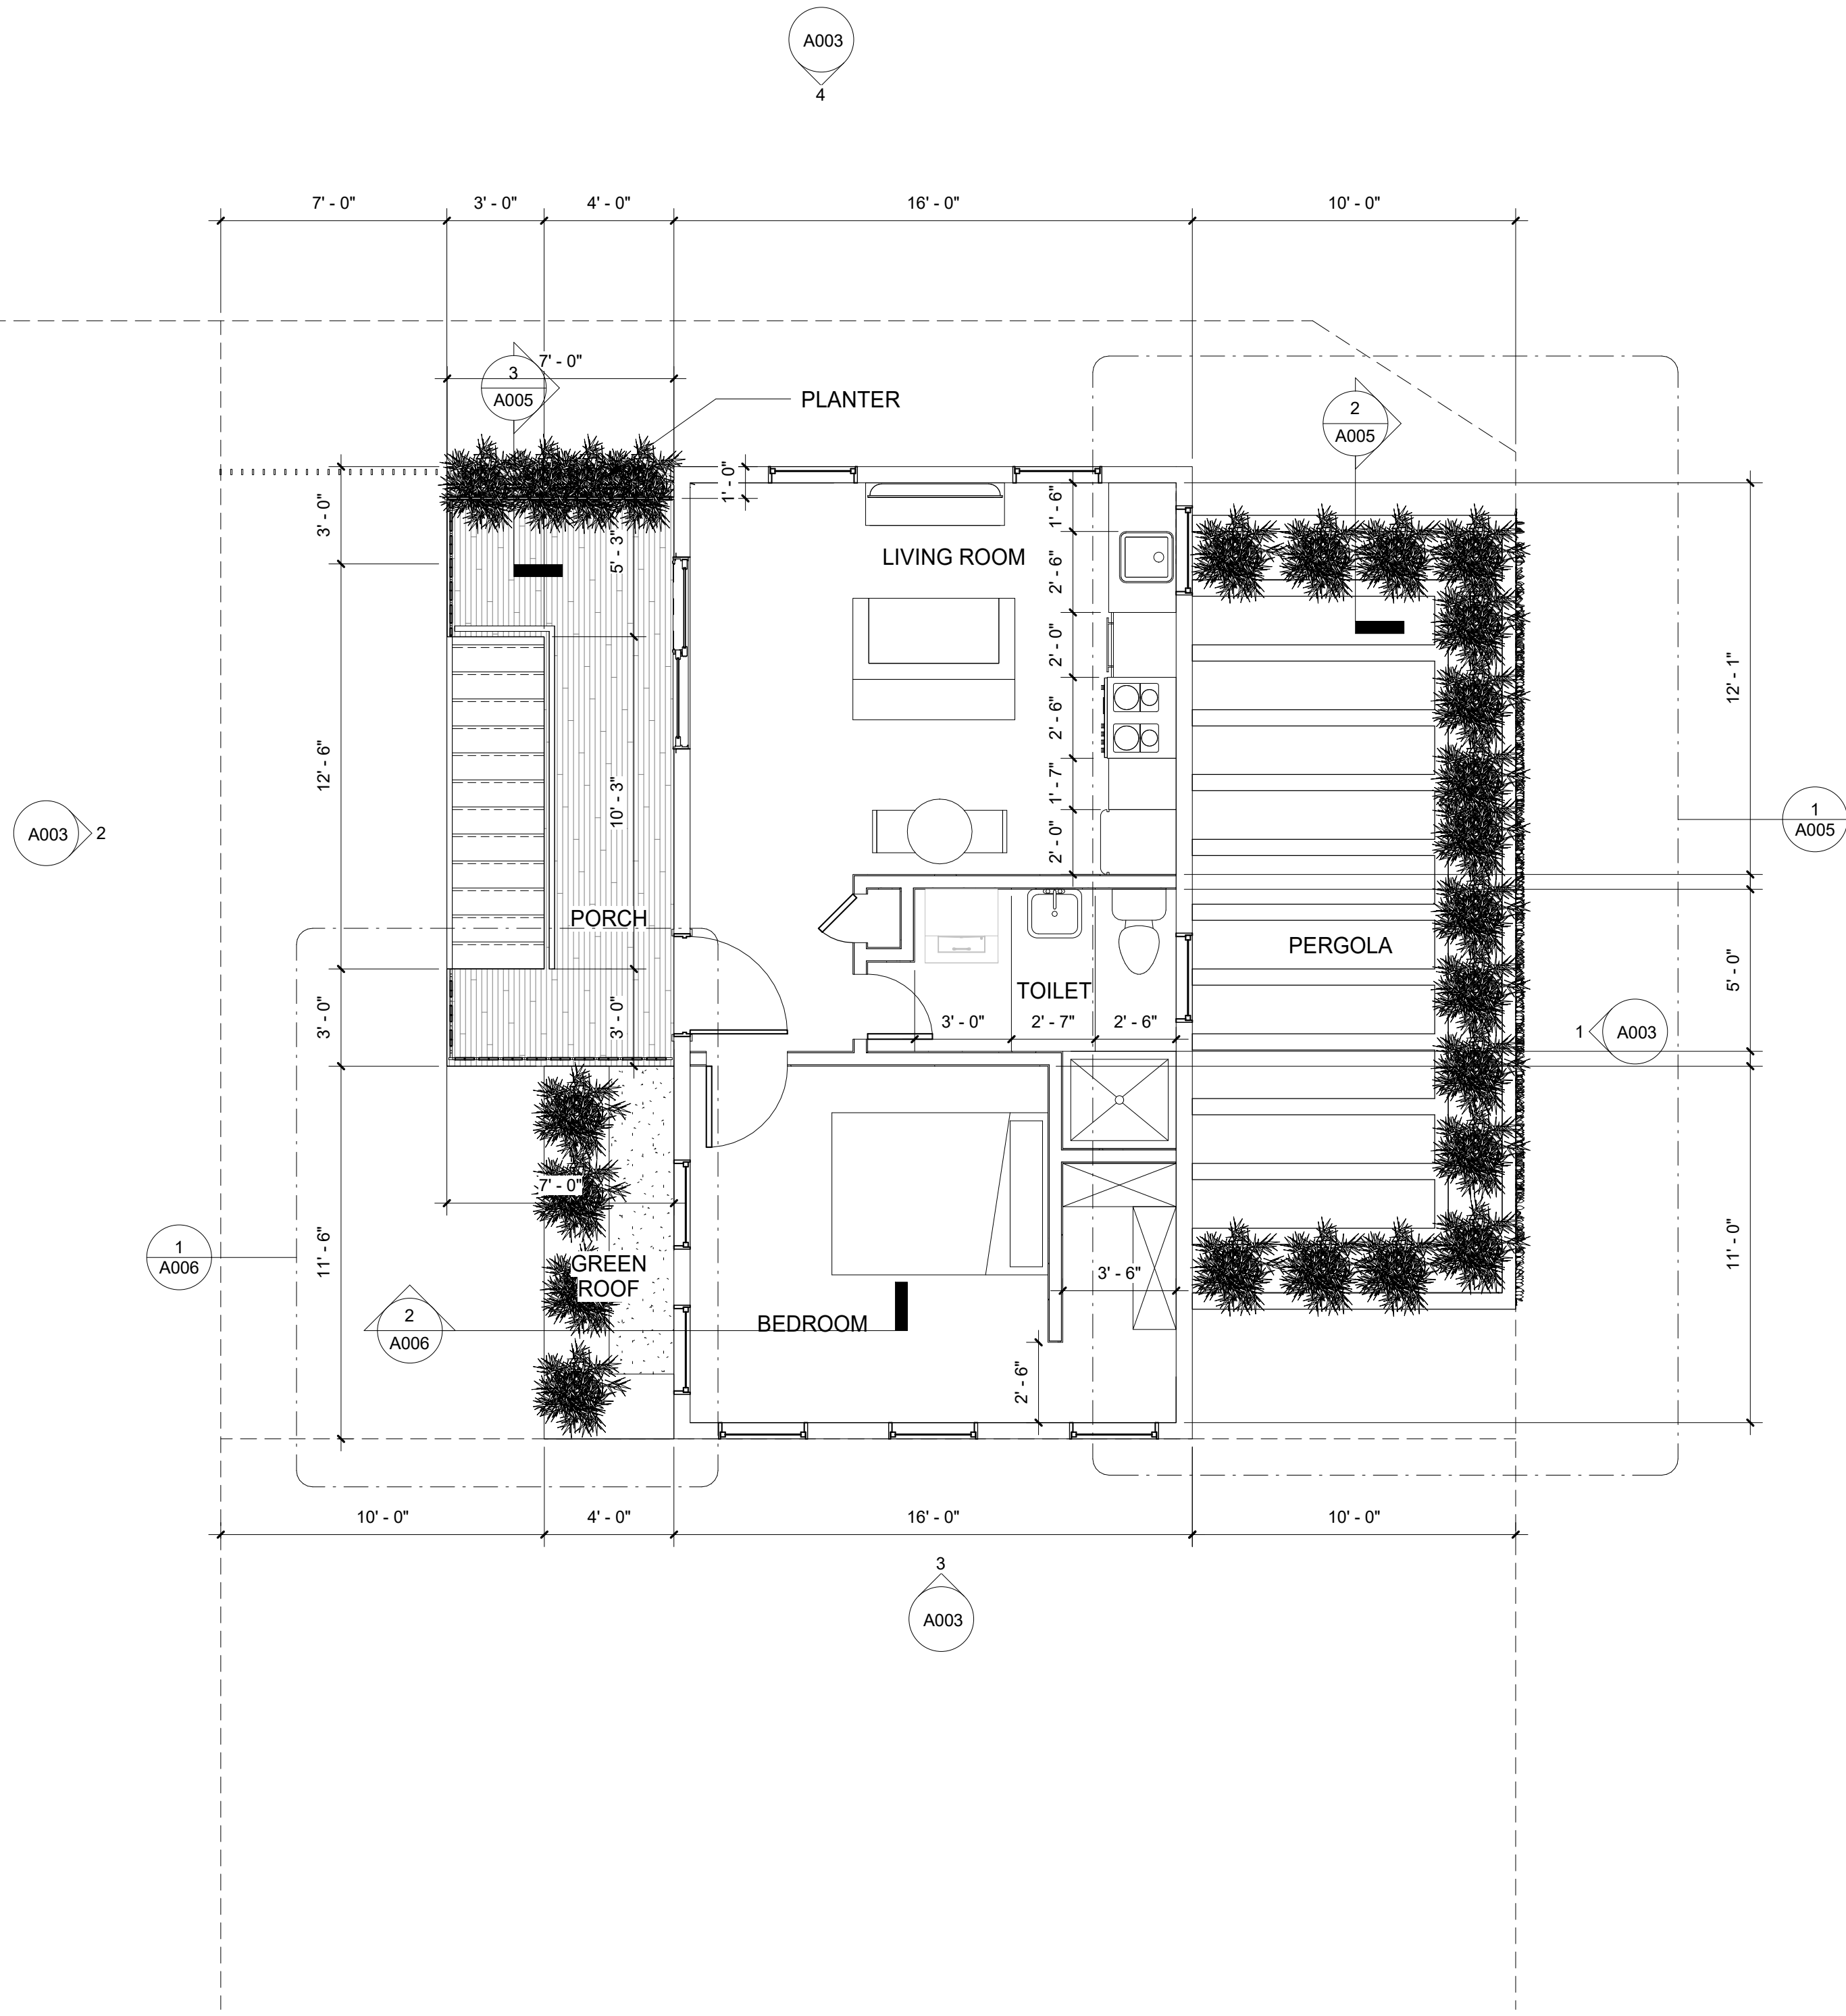 A003
4
7' - 0"
3' - 0"
4' - 0"
16' - 0"
10' - 0"
7' - 0"
3
A005
PLANTER
2
A005
1' - 0"
3' - 0"
5' - 3"
1' - 6"
LIVING ROOM
2' - 6"
2' - 0"
12' - 1"
2' - 6"
12' - 6"
10' - 3"
1' - 7"
2' - 0"
A003
2
1
A005
PORCH
PERGOLA
5' - 0"
TOILET
3' - 0"
3' - 0"
3' - 0"
2' - 7"
2' - 6"
1
A003
7' - 0"
11' - 6"
11' - 0"
1
A006
GREEN
ROOF
3' - 6"
2
A006
BEDROOM
2' - 6"
10' - 0"
4' - 0"
16' - 0"
10' - 0"
3
A003